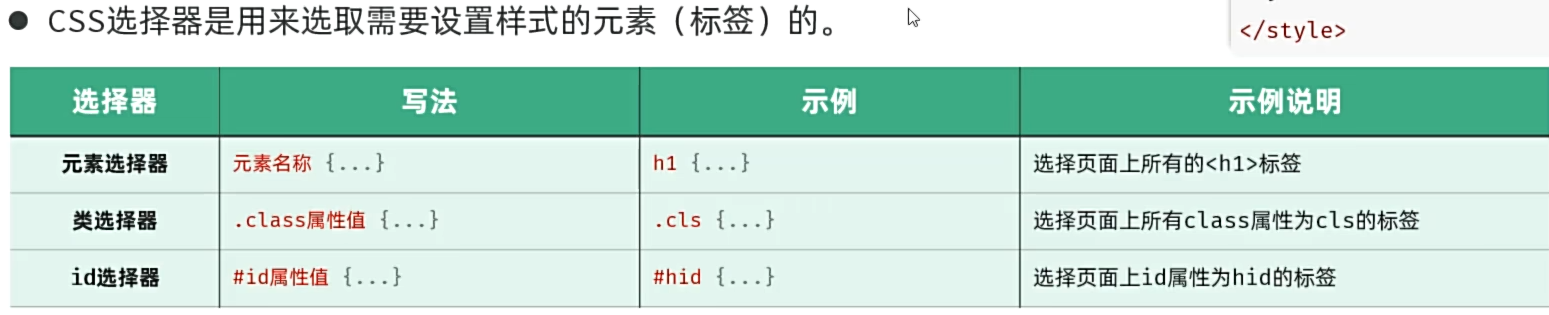 ● CSS选择器是用来选取需要设置样式的元素（标签）的。
</style>
选择器 写法 示例 示例说明
元素选择器 元素名称 {...} h1 {...} 选择页面上所有的<h1>标签
类选择器 .class属性值 {...} .cls {...} 选择页面上所有class属性为cls的标签
id选择器 #id属性值 {...} #hid {...} 选择页面上id属性为hid的标签